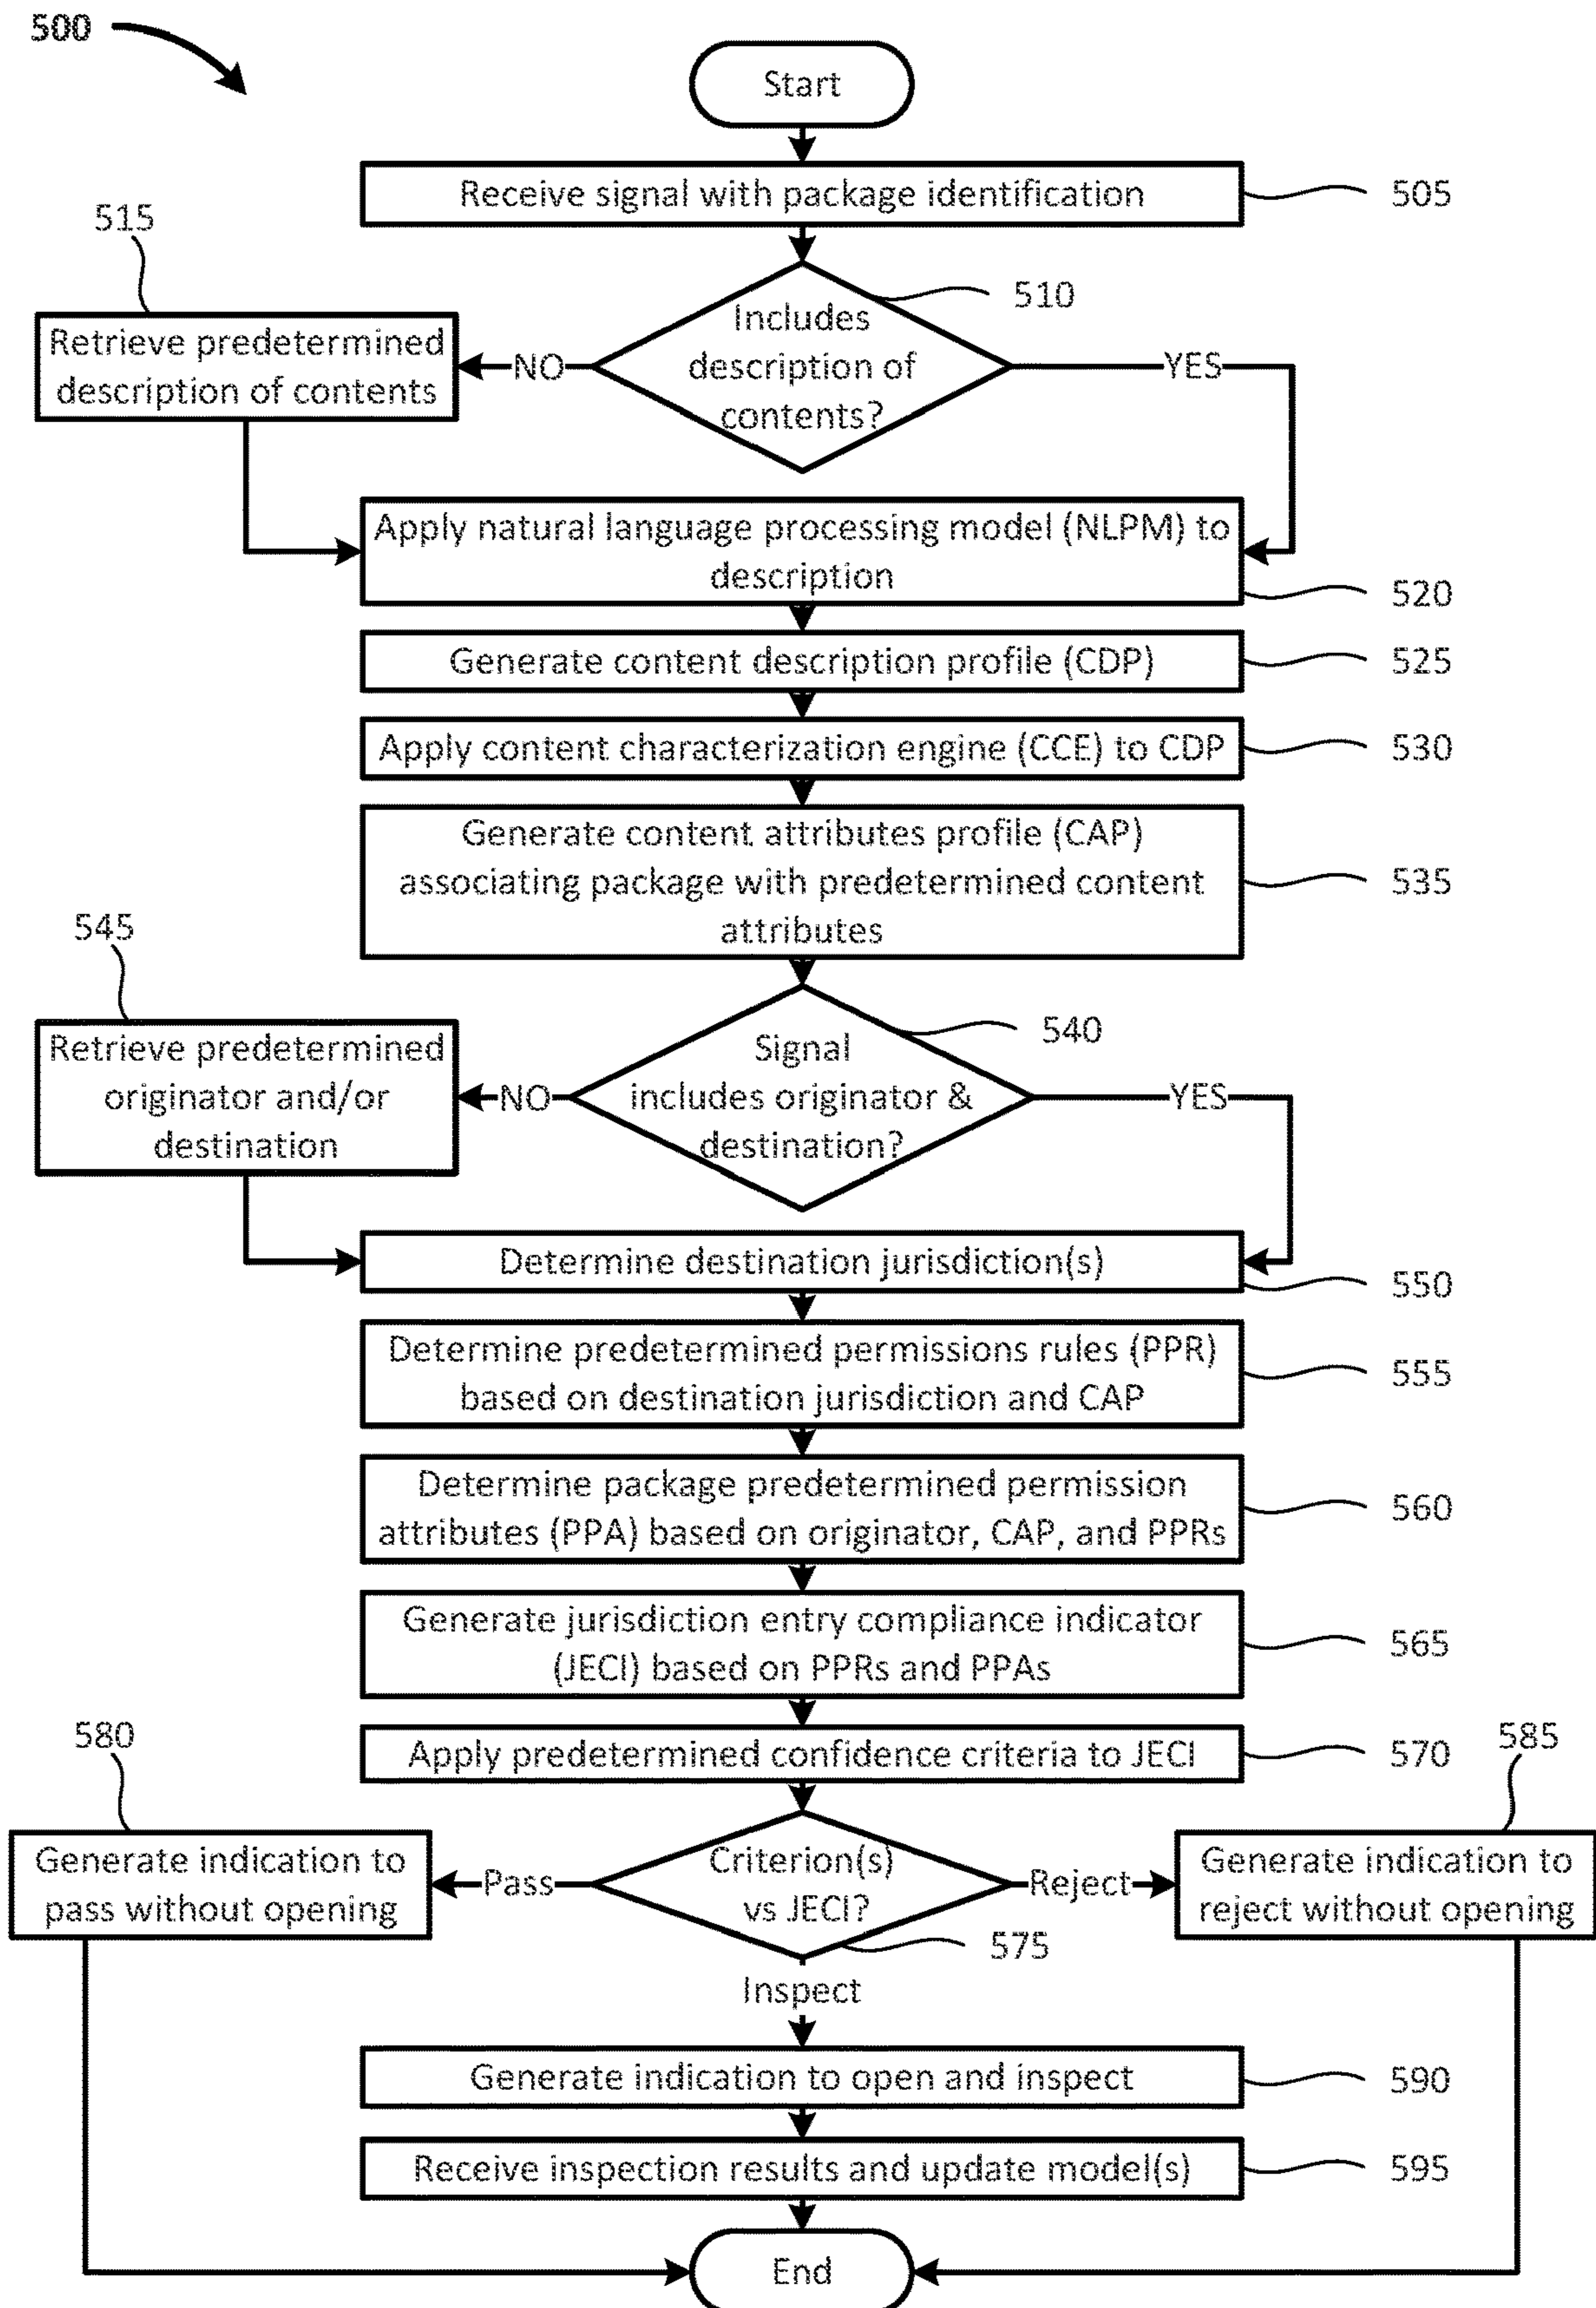 500
Start
Receive signal with package identification
505
515
510
Includes
description of
contents?
Retrieve predetermined
description of contents
NO
YES
Apply natural language processing model (NLPM) to
description
520
Generate content description profile (CDP)
525
Apply content characterization engine (CCE) to CDP
530
Generate content attributes profile (CAP)
associating package with predetermined content
attributes
535
545
540
Signal
includes originator &
destination?
Retrieve predetermined
originator and/or
destination
NO
YES
Determine destination jurisdiction(s)
550
Determine predetermined permissions rules (PPR)
based on destination jurisdiction and CAP
555
Determine package predetermined permission
attributes (PPA) based on originator, CAP, and PPRs
560
Generate jurisdiction entry compliance indicator
(JECI) based on PPRs and PPAs
565
Apply predetermined confidence criteria to JECI
570
580
585
Generate indication to
pass without opening
Pass
Criterion(s)
vs JECI?
Reject
Generate indication to
reject without opening
575
Inspect
Generate indication to open and inspect
590
Receive inspection results and update model(s)
595
End